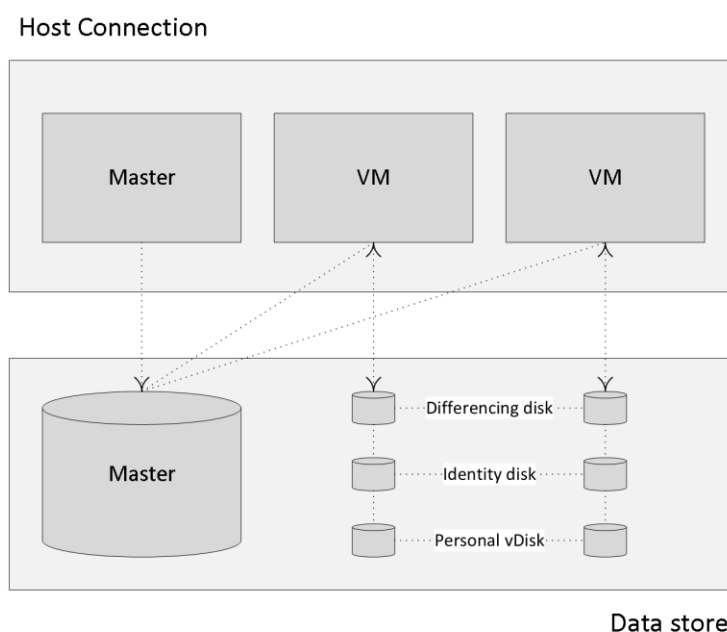 Host Connection
Master
VM
VM
Master
Differencing disk
Identity disk
Personal vDisk
Data store